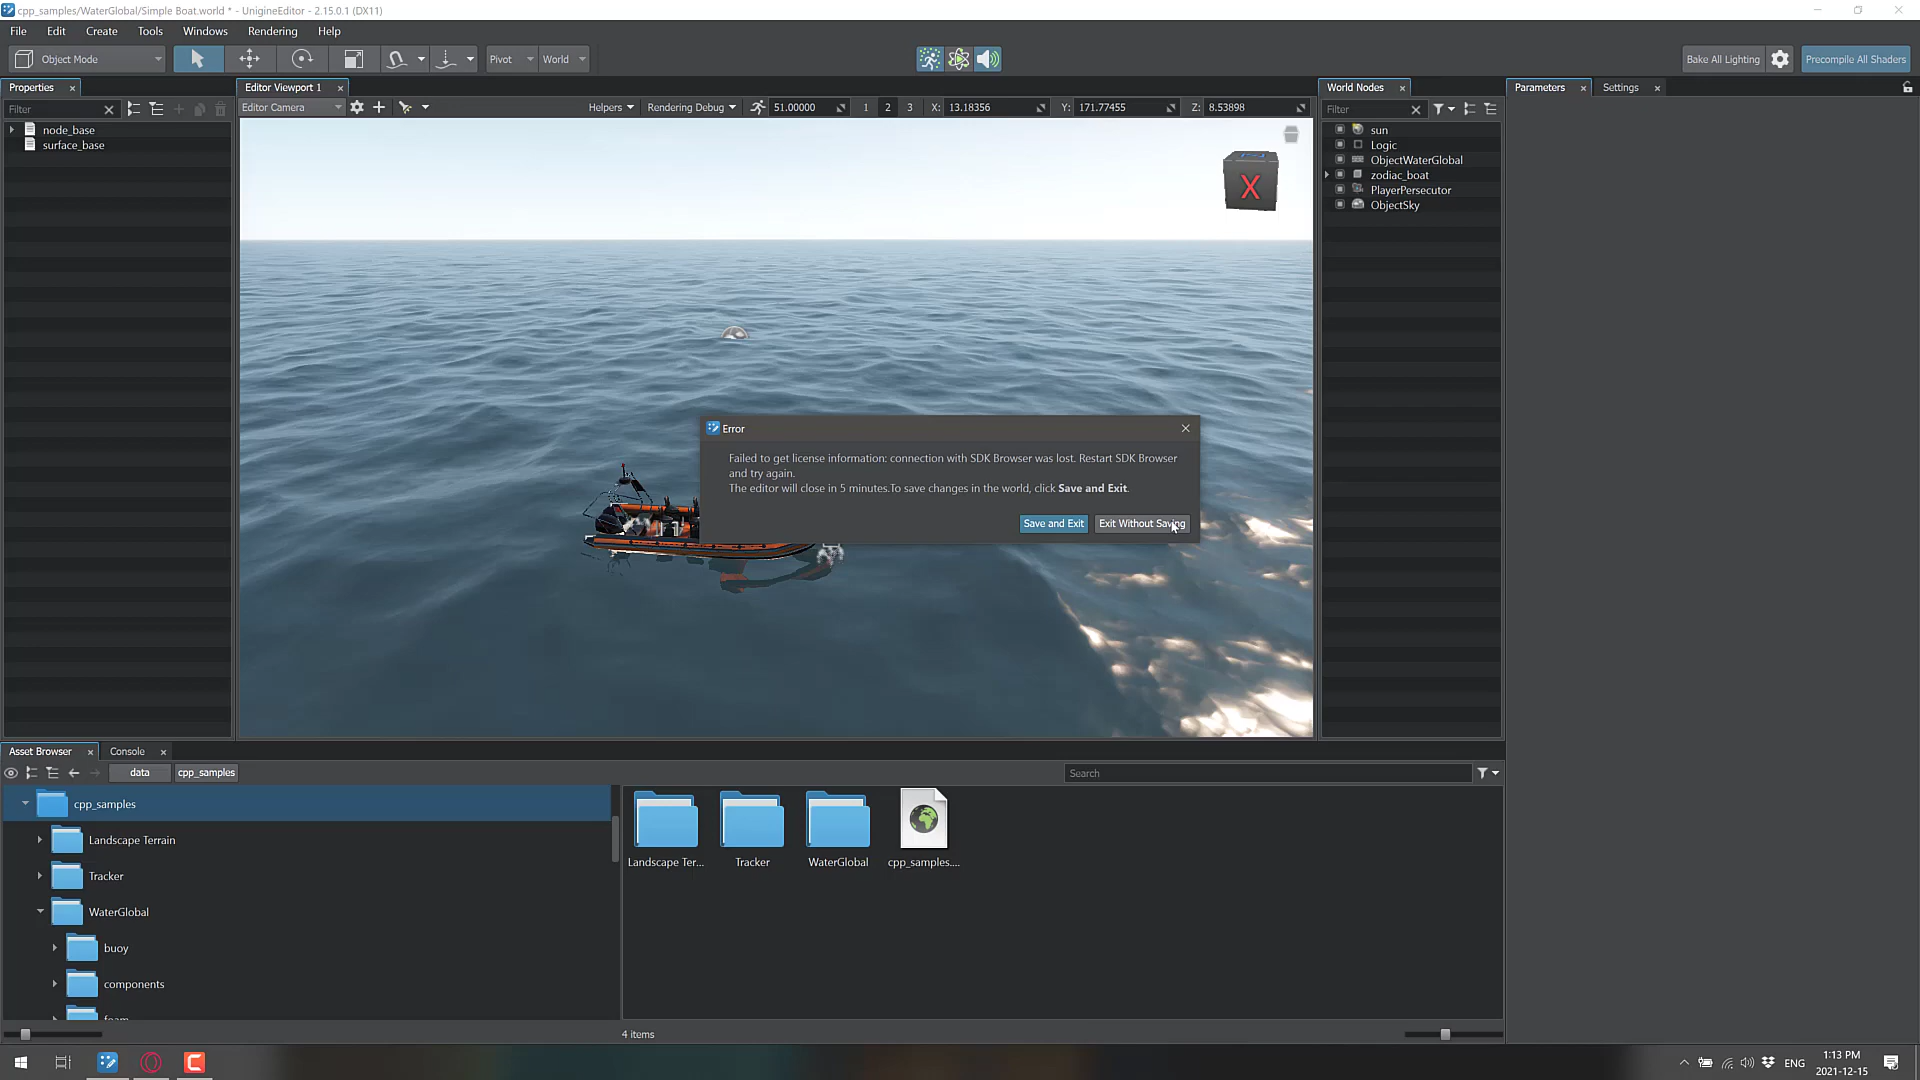 cpp_samples/WaterGlobal/Simple Boat.world * - UnigineEditor - 2.15.0.1 (DX11)
File Edit Create Tools Windows Rendering Help
Object Mode
Pivot
World
Bake All Lighting
Precompile All Shaders
Properties
Editor Viewport 1
World Nodes
Parameters
Settings
Filter
Editor Camera
Helpers
Rendering Debug
51.00000
1 2 3
X: 13.18356
Y: 171.77455
Z: 8.53898
Filter
node_base
surface_base
X
sun
Logic
ObjectWaterGlobal
zodiac_boat
PlayerPersecutor
ObjectSky
Error
Failed to get license information: connection with SDK Browser was lost. Restart SDK Browser
and try again.
The editor will close in 5 minutes.To save changes in the world, click Save and Exit.
Save and Exit
Exit Without Saving
Asset Browser
Console
data
cpp_samples
Search
cpp_samples
Landscape Terrain
Tracker
WaterGlobal
buoy
components
foam
Landscape Ter...
Tracker
WaterGlobal
cpp_samples....
4 items
ENG
1:13 PM
2021-12-15